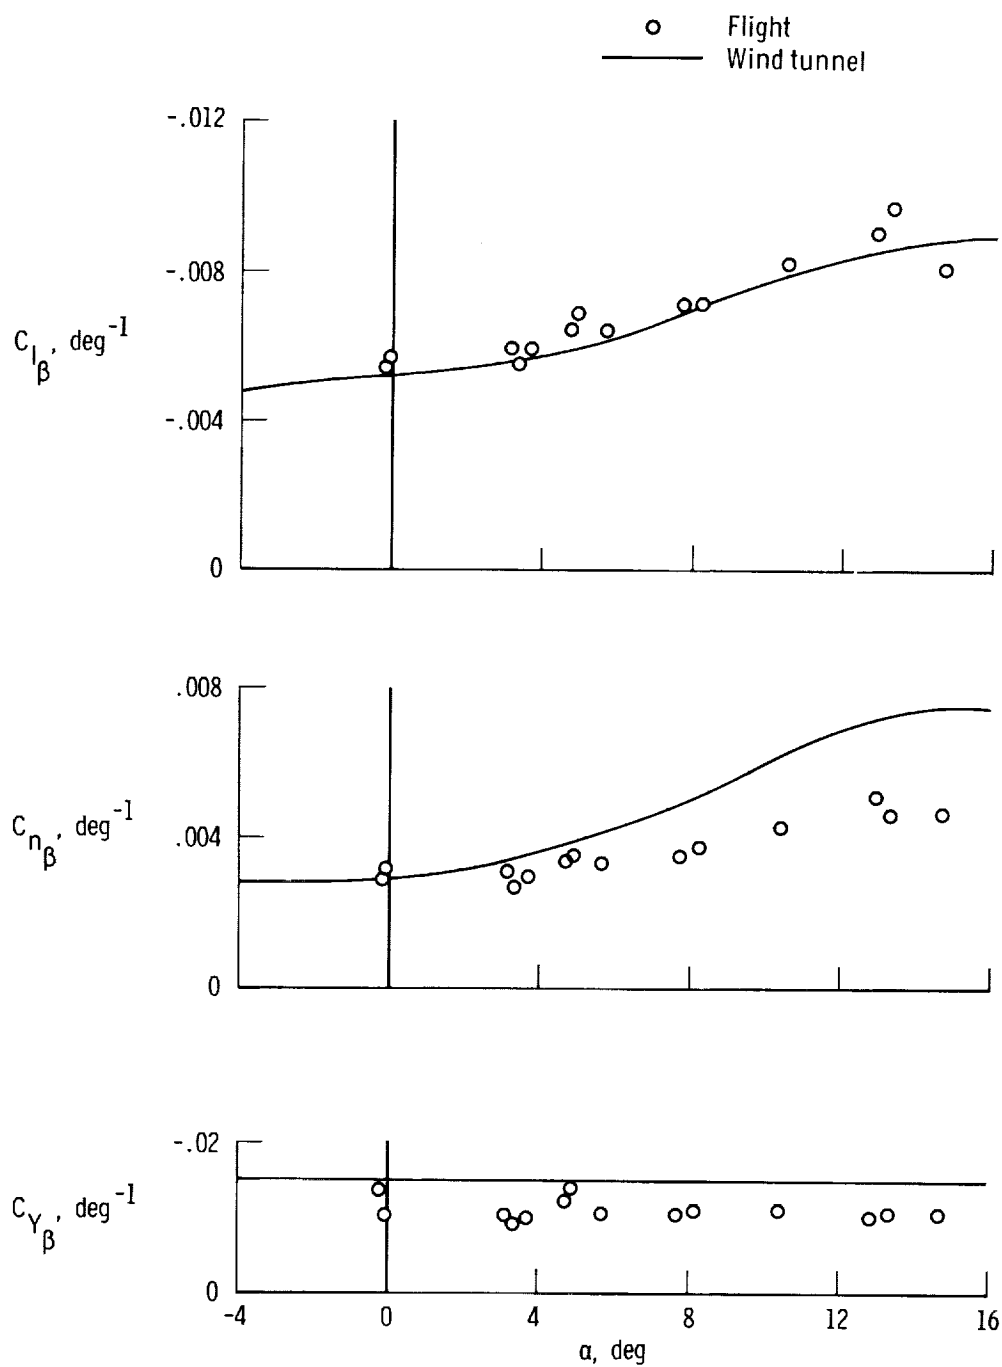 Flight
Wind tunnel
-.012
-.008
C_lβ, deg⁻¹
-.004
0
.008
C_nβ, deg⁻¹
.004
0
-.02
C_Yβ, deg⁻¹
0
-4 0 4 8 12 16
α, deg